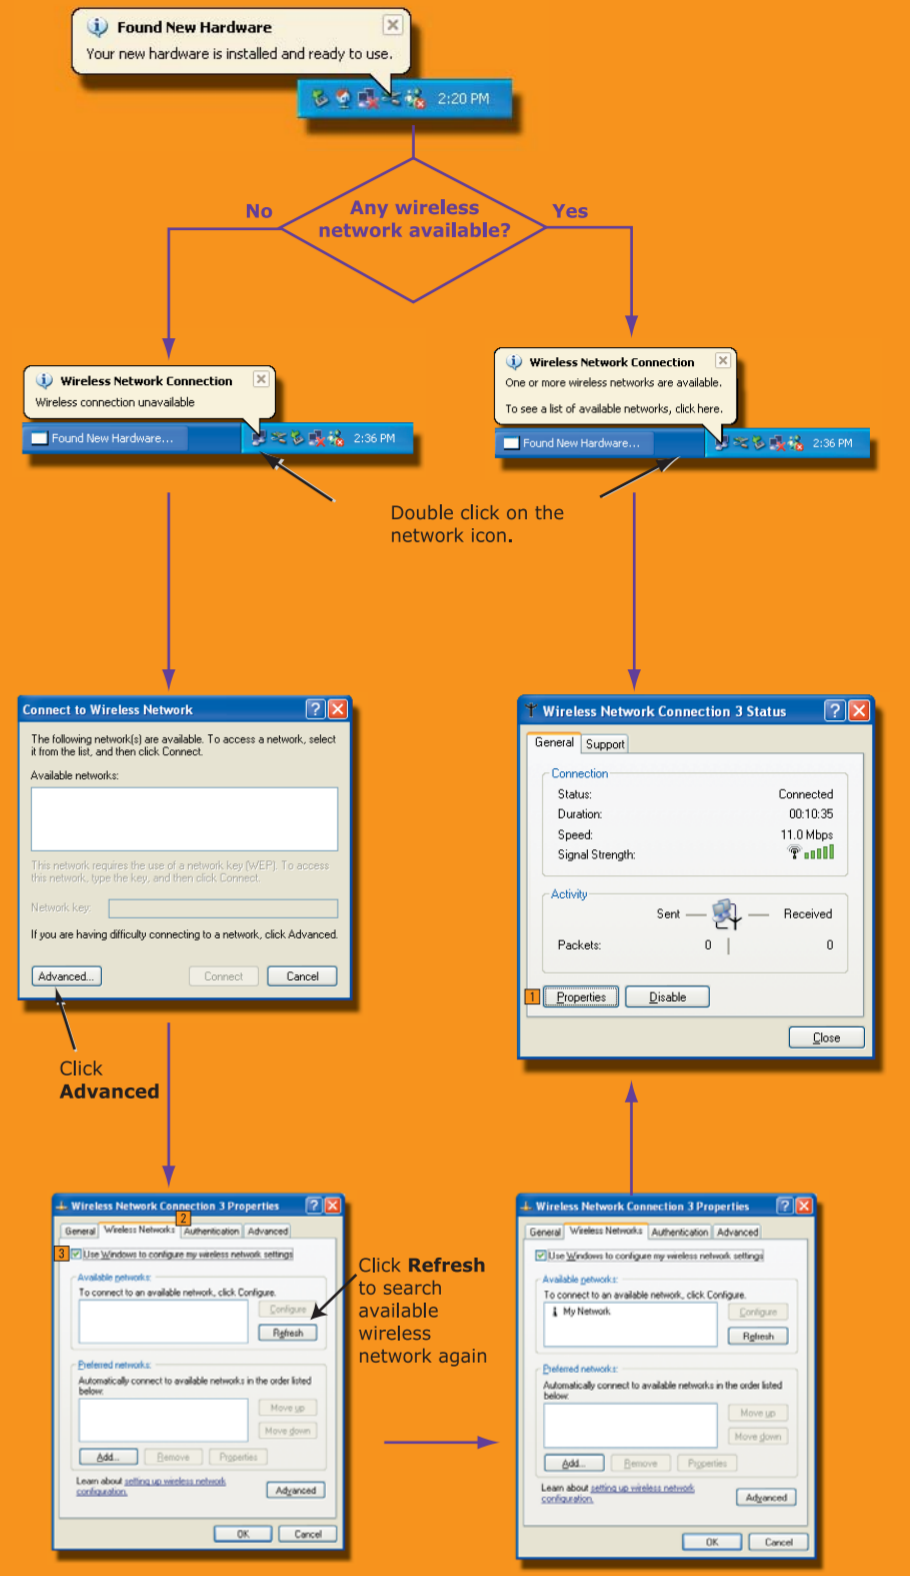 Found New Hardware
Your new hardware is installed and ready to use.
2:20 PM
No
Any wireless
network available?
Yes
Wireless Network Connection
Wireless connection unavailable
Found New Hardware...
2:36 PM
Wireless Network Connection
One or more wireless networks are available.
To see a list of available networks, click here.
Found New Hardware...
2:36 PM
Double click on the
network icon.
Connect to Wireless Network
The following network(s) are available. To access a network, select
it from the list, and then click Connect.
Available networks:
This network requires the use of a network key (WEP). To access
this network, type the key, and then click Connect.
Network key:
If you are having difficulty connecting to a network, click Advanced.
Advanced...
Connect
Cancel
Click
Advanced
Wireless Network Connection 3 Status
General
Support
Connection
Status:
Connected
Duration:
00:10:35
Speed:
11.0 Mbps
Signal Strength:
Activity
Sent
Received
Packets:
0
0
1
Properties
Disable
Close
Wireless Network Connection 3 Properties
2
General
Wireless Networks
Authentication
Advanced
3
Use Windows to configure my wireless network settings
Available networks:
To connect to an available network, click Configure.
Configure
Refresh
Preferred networks:
Automatically connect to available networks in the order listed
below:
Move up
Move down
Add...
Remove
Properties
Learn about setting up wireless network
configuration.
Advanced
OK
Cancel
Click Refresh
to search
available
wireless
network again
Wireless Network Connection 3 Properties
General
Wireless Networks
Authentication
Advanced
Use Windows to configure my wireless network settings
Available networks:
To connect to an available network, click Configure.
My Network
Configure
Refresh
Preferred networks:
Automatically connect to available networks in the order listed
below:
Move up
Move down
Add...
Remove
Properties
Learn about setting up wireless network
configuration.
Advanced
OK
Cancel